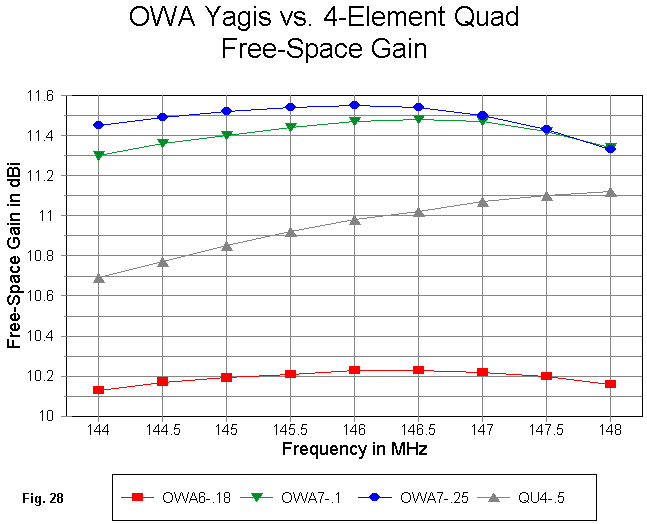 OWA Yagis vs. 4-Element Quad
Free-Space Gain
Free-Space Gain in dBi
11.6
11.4
11.2
11
10.8
10.6
10.4
10.2
10
144 144.5 145 145.5 146 146.5 147 147.5 148
Frequency in MHz
Fig. 28
OWA6-.18 OWA7-.1 OWA7-.25 QU4-.5